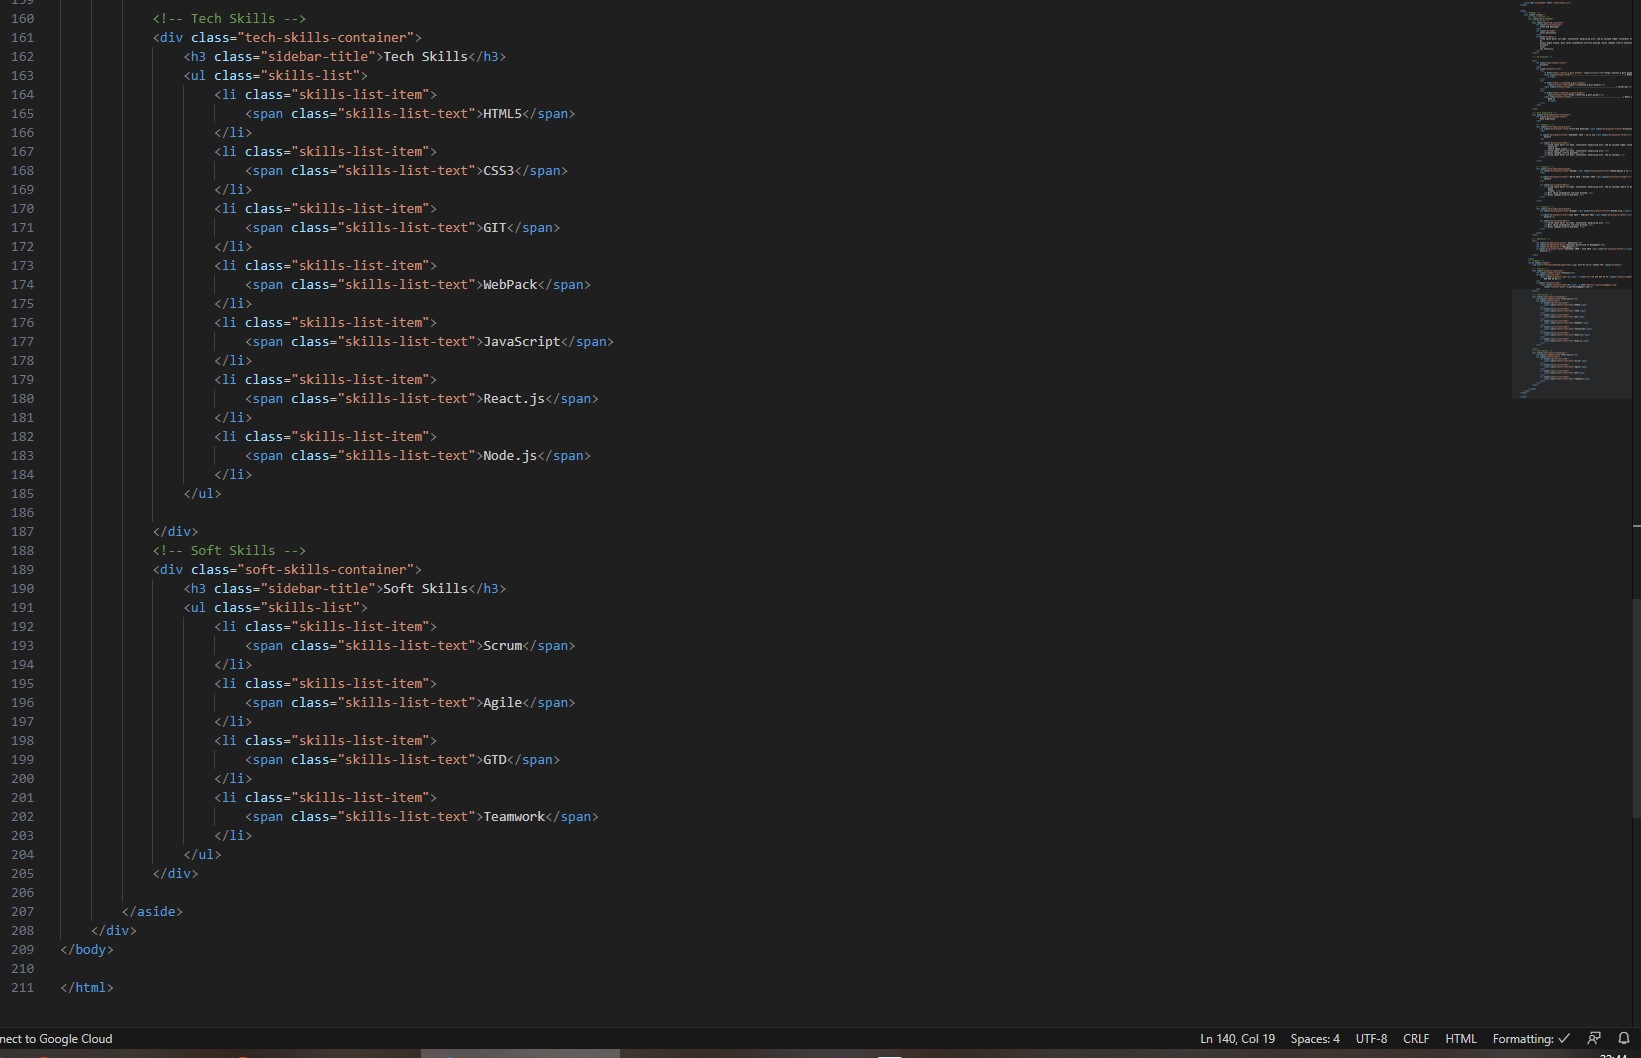 159
160 <!-- Tech Skills -->
161 <div class="tech-skills-container">
162 <h3 class="sidebar-title">Tech Skills</h3>
163 <ul class="skills-list">
164 <li class="skills-list-item">
165 <span class="skills-list-text">HTML5</span>
166 </li>
167 <li class="skills-list-item">
168 <span class="skills-list-text">CSS3</span>
169 </li>
170 <li class="skills-list-item">
171 <span class="skills-list-text">GIT</span>
172 </li>
173 <li class="skills-list-item">
174 <span class="skills-list-text">WebPack</span>
175 </li>
176 <li class="skills-list-item">
177 <span class="skills-list-text">JavaScript</span>
178 </li>
179 <li class="skills-list-item">
180 <span class="skills-list-text">React.js</span>
181 </li>
182 <li class="skills-list-item">
183 <span class="skills-list-text">Node.js</span>
184 </li>
185 </ul>
186
187 </div>
188 <!-- Soft Skills -->
189 <div class="soft-skills-container">
190 <h3 class="sidebar-title">Soft Skills</h3>
191 <ul class="skills-list">
192 <li class="skills-list-item">
193 <span class="skills-list-text">Scrum</span>
194 </li>
195 <li class="skills-list-item">
196 <span class="skills-list-text">Agile</span>
197 </li>
198 <li class="skills-list-item">
199 <span class="skills-list-text">GTD</span>
200 </li>
201 <li class="skills-list-item">
202 <span class="skills-list-text">Teamwork</span>
203 </li>
204 </ul>
205 </div>
206
207 </aside>
208 </div>
209 </body>
210
211 </html>
nect to Google Cloud Ln 140, Col 19 Spaces: 4 UTF-8 CRLF HTML Formatting: ✓